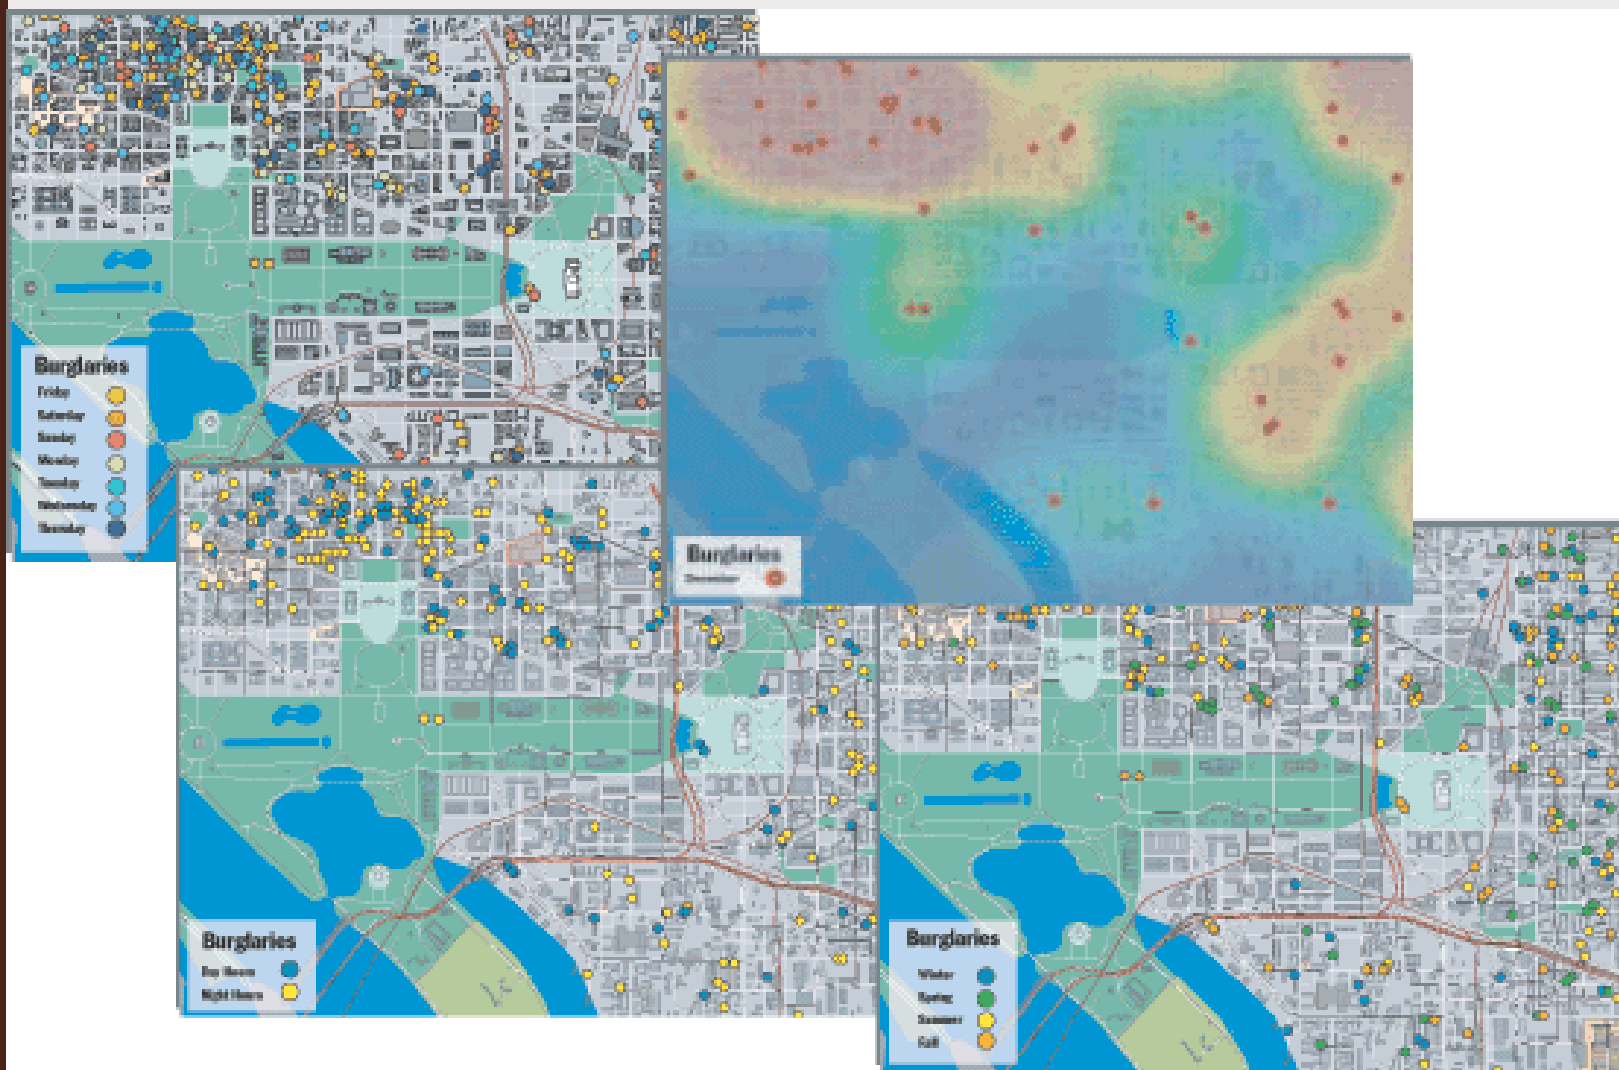 Burglaries
Friday
Saturday
Sunday
Monday
Tuesday
Wednesday
Thursday
Burglaries
December
Burglaries
Day Hours
Night Hours
Burglaries
Winter
Spring
Summer
Fall